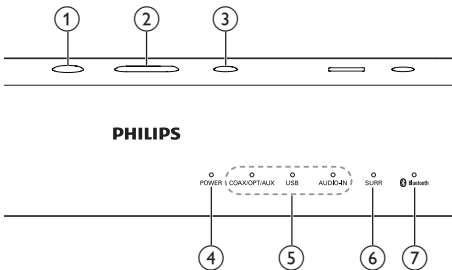 1 2 3
PHILIPS
POWER COAX/OPT/AUX USB AUDIO-IN SURR Bluetooth
4 5 6 7